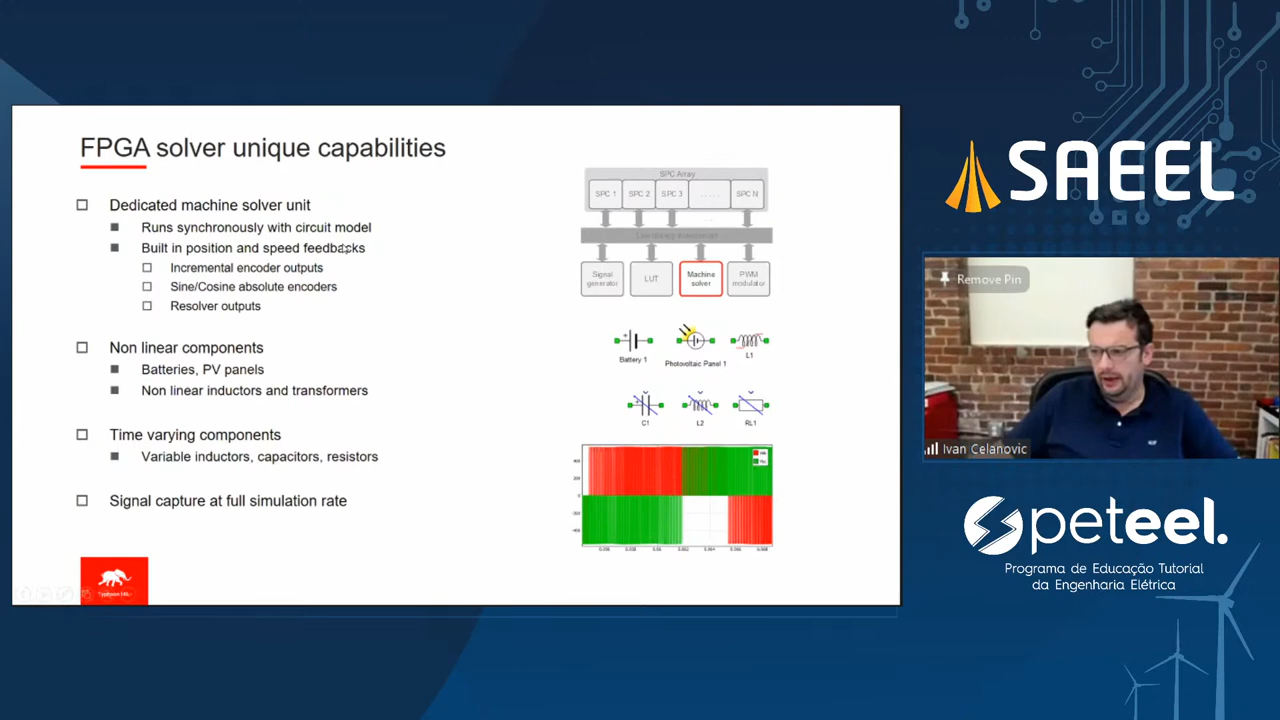 FPGA solver unique capabilities
Dedicated machine solver unit
Runs synchronously with circuit model
Built in position and speed feedbacks
Incremental encoder outputs
Sine/Cosine absolute encoders
Resolver outputs
Non linear components
Batteries, PV panels
Non linear inductors and transformers
Time varying components
Variable inductors, capacitors, resistors
Signal capture at full simulation rate
Typhoon HIL
SPC Array
SPC 1
SPC 2
SPC 3
.....
SPC N
Signal
generator
LUT
Machine
solver
PWM
modulator
Battery 1
Photovoltaic Panel 1
L1
C1
L2
RL1
SAEEL
Remove Pin
Ivan Celanovic
peteel.
Programa de Educação Tutorial
da Engenharia Elétrica